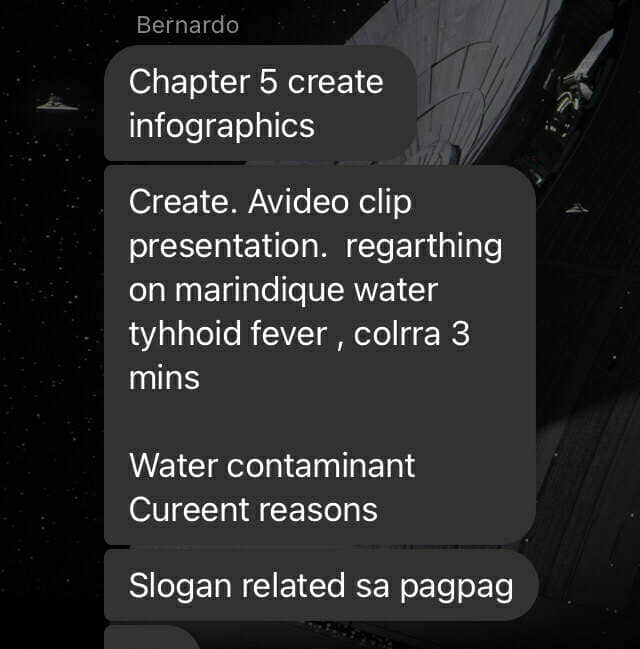 Bernardo
Chapter 5 create
infographics
Create. Avideo clip
presentation.  regarthing
on marindique water
tyhhoid fever , colrra 3
mins
Water contaminant
Cureent reasons
Slogan related sa pagpag